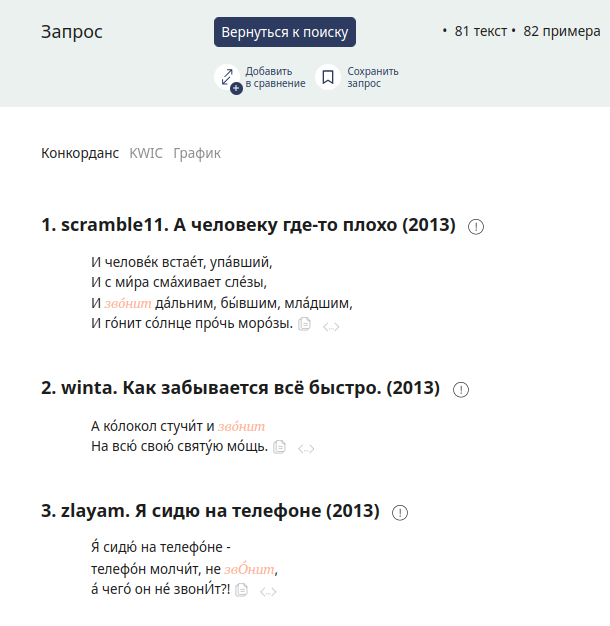 Запрос
Вернуться к поиску
• 81 текст • 82 примера
Добавить
в сравнение
Сохранить
запрос
Конкорданс KWIC График
1. scramble11. А человеку где-то плохо (2013)
И челове́к встаёт, упа́вший,
И с ми́ра сма́хивает слёзы,
И зво́нит да́льним, бы́вшим, мла́дшим,
И го́нит со́лнце про́чь моро́зы.
2. winta. Как забывается всё быстро. (2013)
А ко́локол стучи́т и зво́нит
На всю́ свою́ святу́ю мо́щь.
3. zlayam. Я сидю на телефоне (2013)
Я́ сидю́ на телефо́не -
телефо́н молчи́т, не звО́нит,
а́ чего́ он не́ звонИ́т?!